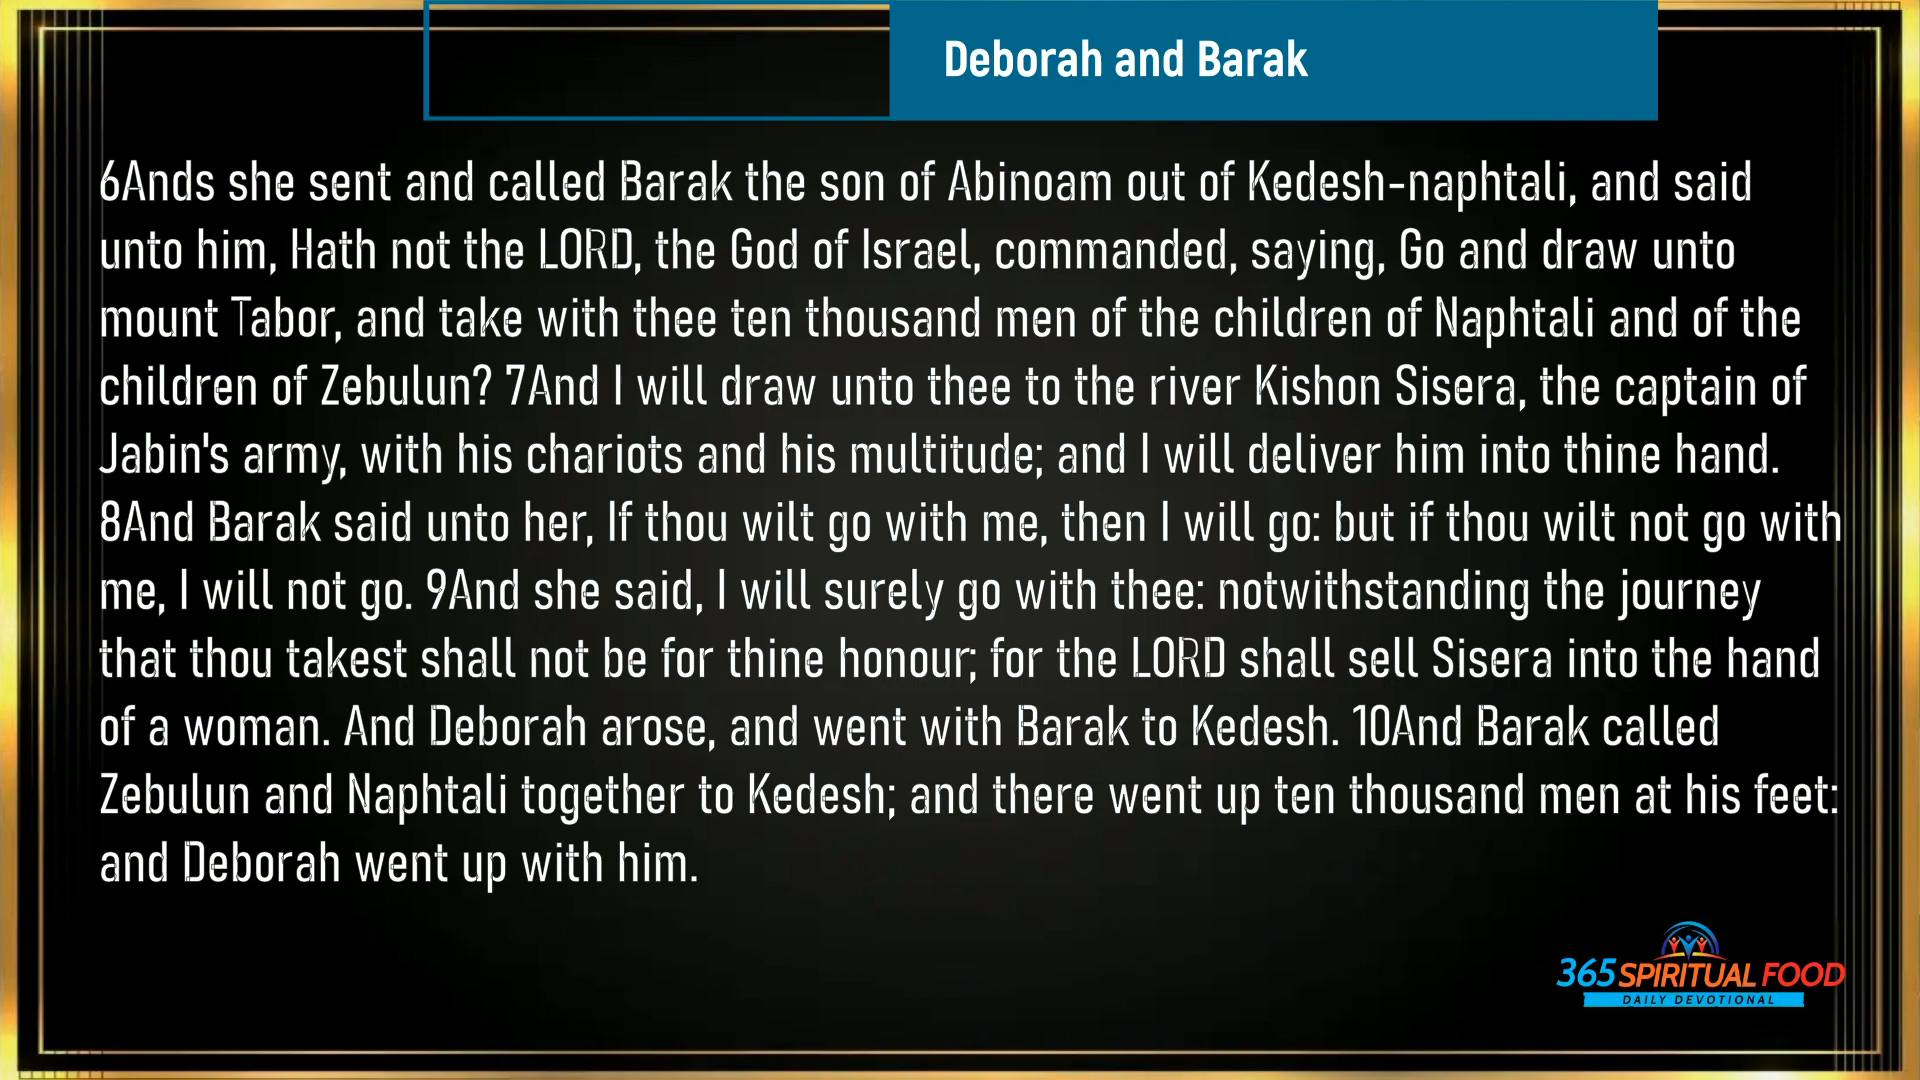 Deborah and Barak
6Ands she sent and called Barak the son of Abinoam out of Kedesh-naphtali, and said
unto him, Hath not the LORD, the God of Israel, commanded, saying, Go and draw unto
mount Tabor, and take with thee ten thousand men of the children of Naphtali and of the
children of Zebulun? 7And I will draw unto thee to the river Kishon Sisera, the captain of
Jabin's army, with his chariots and his multitude; and I will deliver him into thine hand.
8And Barak said unto her, If thou wilt go with me, then I will go: but if thou wilt not go with
me, I will not go. 9And she said, I will surely go with thee: notwithstanding the journey
that thou takest shall not be for thine honour; for the LORD shall sell Sisera into the hand
of a woman. And Deborah arose, and went with Barak to Kedesh. 10And Barak called
Zebulun and Naphtali together to Kedesh; and there went up ten thousand men at his feet:
and Deborah went up with him.
365 SPIRITUAL FOOD
DAILY DEVOTIONAL